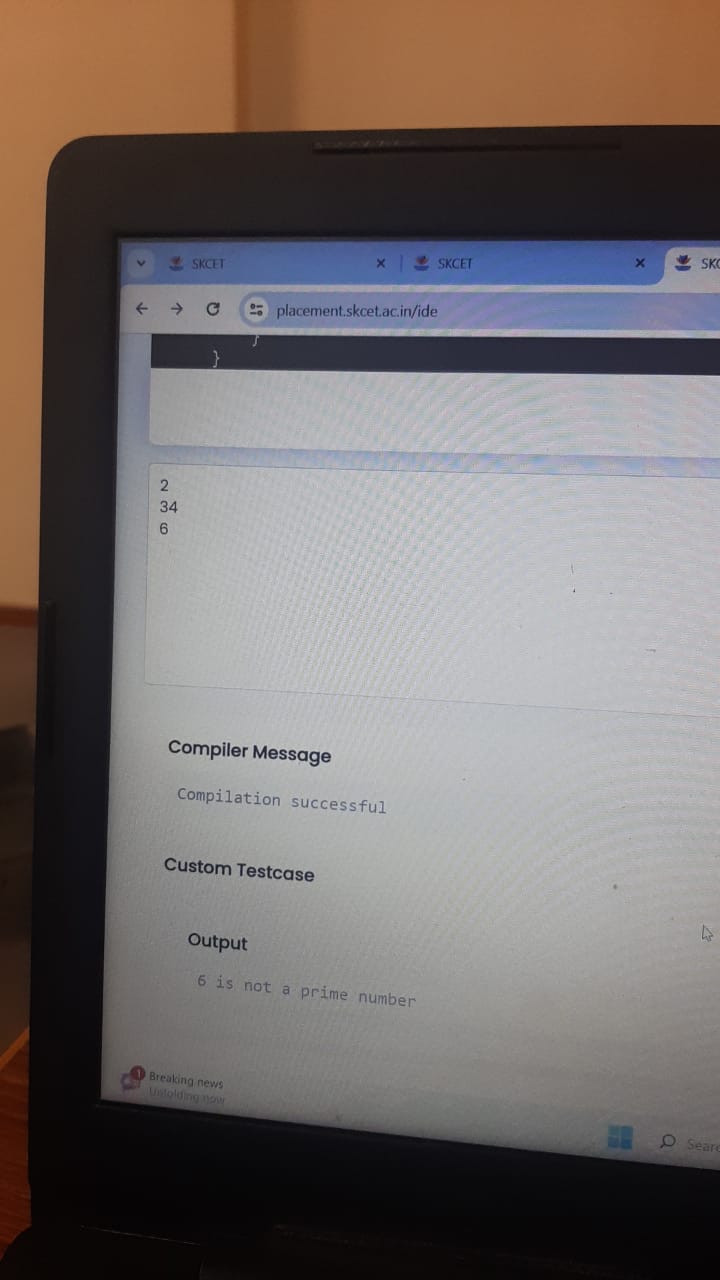 SKCET
SKCET
placement.skcet.ac.in/ide
}
}
2
34
6
Compiler Message
Compilation successful
Custom Testcase
Output
6 is not a prime number
1
Breaking news
Unfolding now